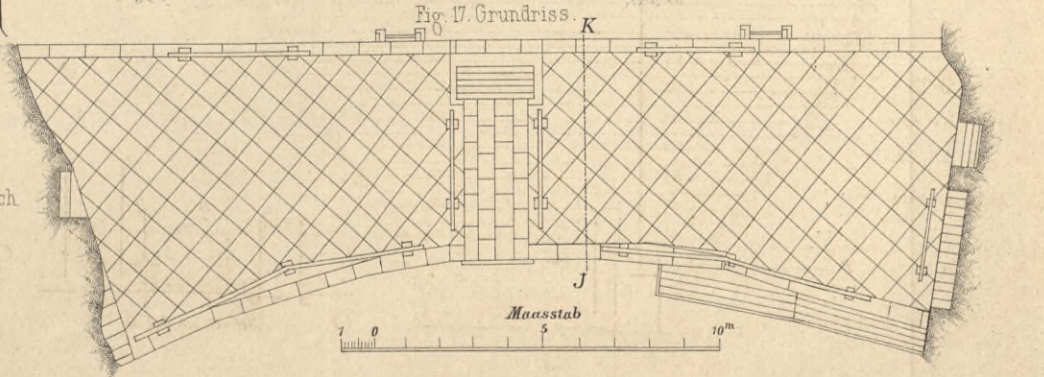 Fig. 17. Grundriss.
K
ch.
J
Maasstab
1 0 5 10m